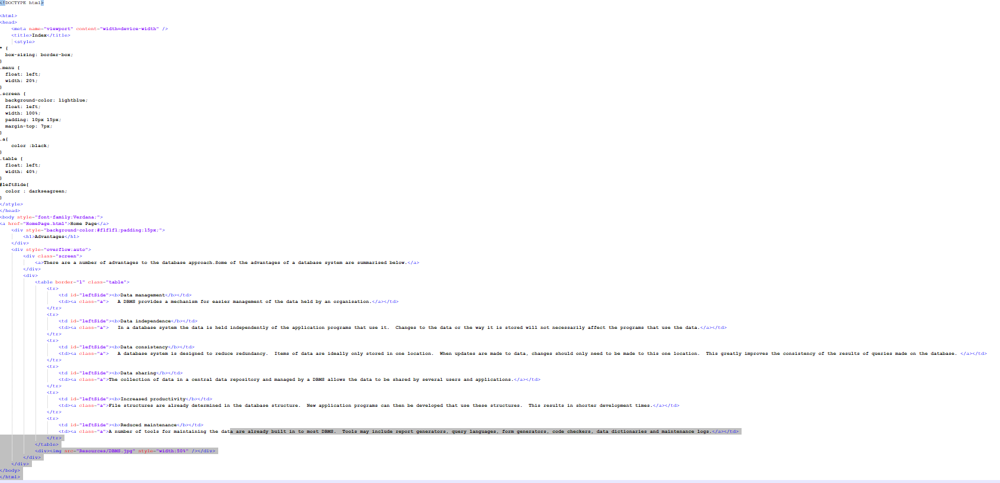 <!DOCTYPE html>
<html>
<head>
<meta name="viewport" content="width=device-width" />
<title>Index</title>
<style>
* {
box-sizing: border-box;
}
.menu {
float: left;
width: 20%;
}
.screen {
background-color: lightblue;
float: left;
width: 100%;
padding: 10px 15px;
margin-top: 7px;
}
.a{
color :black;
}
.table {
float: left;
width: 40%;
}
#leftSide{
color : darkseagreen;
}
</style>
</head>
<body style="font-family:Verdana;">
<a href="HomePage.html">Home Page</a>
<div style="background-color:#f1f1f1;padding:15px;">
<h1>Advantages</h1>
</div>
<div style="overflow:auto">
<div class="screen">
<a>There are a number of advantages to the database approach.Some of the advantages of a database system are summarised below.</a>
</div>
<div>
<table border="1" class="table">
<tr>
<td id="leftSide"><b>Data management</b></td>
<td><a class="a">   A DBMS provides a mechanism for easier management of the data held by an organisation.</a></td>
</tr>
<tr>
<td id="leftSide"><b>Data independence</b></td>
<td><a class="a">   In a database system the data is held independently of the application programs that use it.  Changes to the data or the way it is stored will not necessarily affect the programs that use the data.</a></td>
</tr>
<tr>
<td id="leftSide"><b>Data consistency</b></td>
<td><a class="a">   A database system is designed to reduce redundancy.  Items of data are ideally only stored in one location.  When updates are made to data, changes should only need to be made to this one location.  This greatly improves the consistency of the results of queries made on the database. </a></td>
</tr>
<tr>
<td id="leftSide"><b>Data sharing</b></td>
<td><a class="a">The collection of data in a central data repository and managed by a DBMS allows the data to be shared by several users and applications.</a></td>
</tr>
<tr>
<td id="leftSide"><b>Increased productivity</b></td>
<td><a class="a">File structures are already determined in the database structure.  New application programs can then be developed that use these structures.  This results in shorter development times.</a></td>
</tr>
<tr>
<td id="leftSide"><b>Reduced maintenance</b></td>
<td><a class="a">A number of tools for maintaining the data are already built in to most DBMS.  Tools may include report generators, query languages, form generators, code checkers, data dictionaries and maintenance logs.</a></td>
</tr>
</table>
<div><img src="Resources/DBMS.jpg" style="width:50%" /></div>
</div>
</div>
</body>
</html>